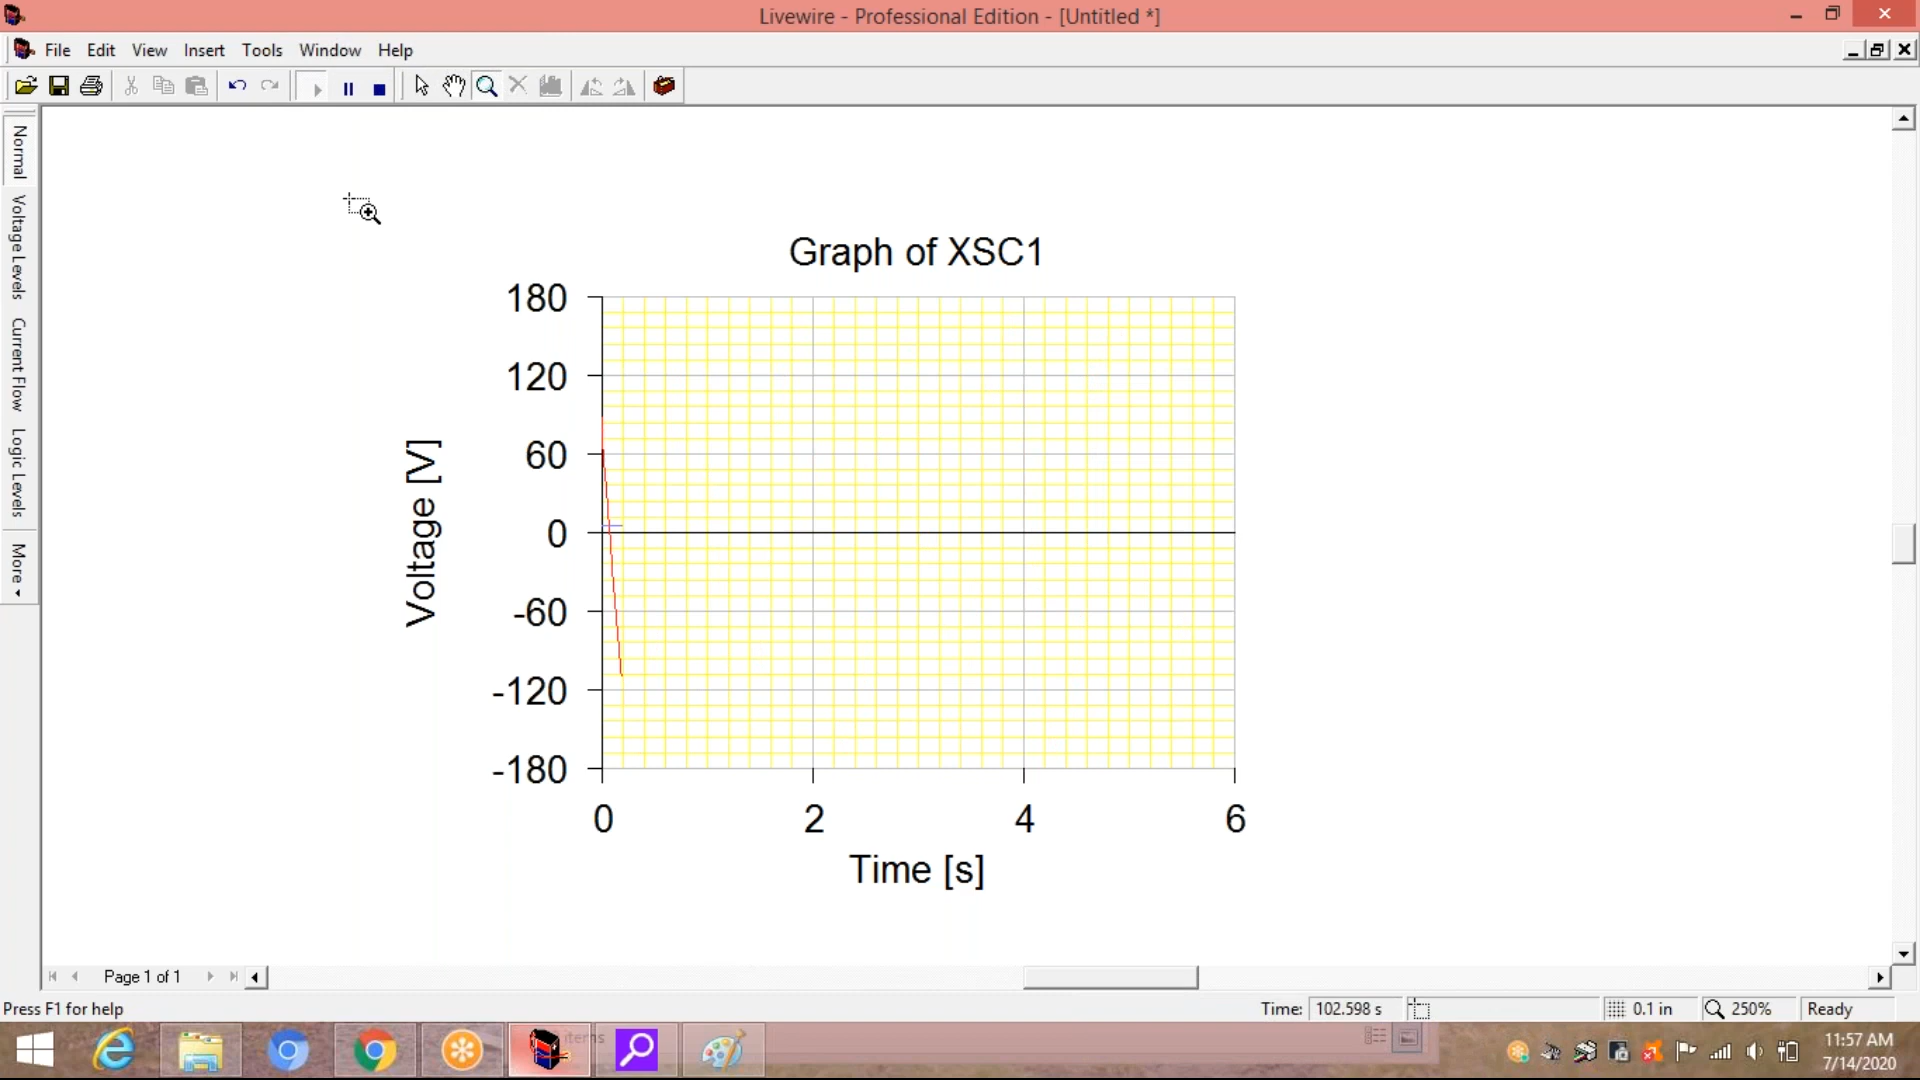 Livewire - Professional Edition - [Untitled *]
File Edit View Insert Tools Window Help
Normal
Voltage Levels
Current Flow
Logic Levels
More
Graph of XSC1
Voltage [V]
180
120
60
0
-60
-120
-180
0 2 4 6
Time [s]
Page 1 of 1
Press F1 for help
Time: 102.598 s
0.1 in
250%
Ready
items
11:57 AM
7/14/2020